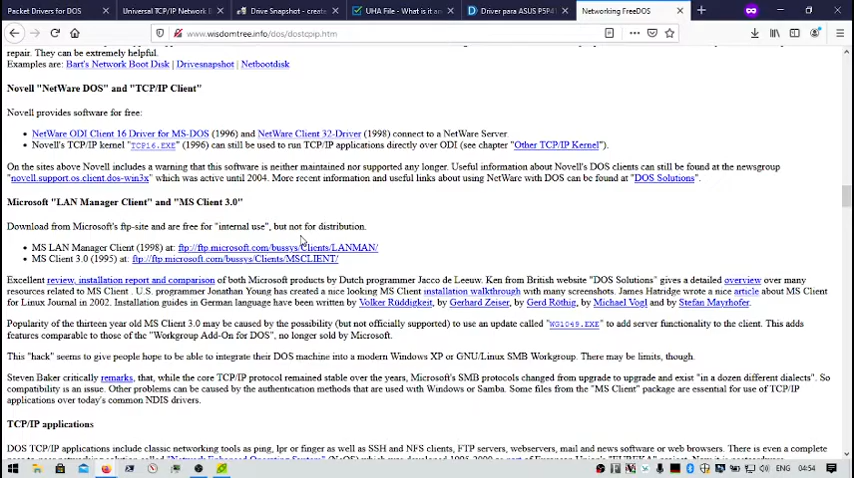 Packet Drivers for DOS
Universal TCP/IP Network B
Drive Snapshot - create
UHA File - What is it a
Driver para ASUS P5P41
Networking FreeDOS
www.wisdomtree.info/dos/dostcpip.htm
repair. They can be extremely helpful.
Examples are: Bart's Network Boot Disk | Drivesnapshot | Netbootdisk
Novell "NetWare DOS" and "TCP/IP Client"
Novell provides software for free:
NetWare ODI Client 16 Driver for MS-DOS (1996) and NetWare Client 32-Driver (1998) connect to a NetWare Server
Novell's TCP/IP kernel "TCP16.EXE" (1996) can still be used to run TCP/IP applications directly over ODI (see chapter "Other TCP/IP Kernel").
On the sites above Novell includes a warning that this software is neither maintained nor supported any longer. Useful information about Novell's DOS clients can still be found at the newsgroup
"novell.support.os.client.dos-win3x" which was active until 2004. More recent information and useful links about using NetWare with DOS can be found at "DOS Solutions".
Microsoft "LAN Manager Client" and "MS Client 3.0"
Download from Microsoft's ftp-site and are free for "internal use", but not for distribution.
MS LAN Manager Client (1998) at: ftp://ftp.microsoft.com/bussys/Clients/LANMAN/
MS Client 3.0 (1995) at: ftp://ftp.microsoft.com/bussys/Clients/MSCLIENT/
Excellent review, installation report and comparation of both Microsoft products by Dutch programmer Jacco de Leeuw. Ken from British website "DOS Solutions" gives a detailed overview over many
resources related to MS Client . U.S. programmer Jonathan Young has created a nice looking MS Client installation walkthrough with many screenshots. James Hatridge wrote a nice article about MS Client
for Linux Journal in 2002. Installation guides in German language have been written by Volker Rüddigkeit, by Gerhard Zeiser, by Gerd Röthig, by Michael Vogl and by Stefan Mayrhofer.
Popularity of the thirteen year old MS Client 3.0 may be caused by the possibility (but not officially supported) to use an update called "WG1049.EXE" to add server functionality to the client. This adds
features comparable to those of the "Workgroup Add-On for DOS", no longer sold by Microsoft.
This "hack" seems to give people hope to be able to integrate their DOS machine into a modern Windows XP or GNU/Linux SMB Workgroup. There may be limits, though.
Steven Baker critically remarks, that, while the core TCP/IP protocol remained stable over the years, Microsoft's SMB protocols changed from upgrade to upgrade and exist "in a dozen different dialects". So
compatibility is an issue. Other problems can be caused by the authentication methods that are used with Windows or Samba. Some files from the "MS Client" package are essential for use of TCP/IP
applications over today's common NDIS drivers.
TCP/IP applications
DOS TCP/IP applications include classic networking tools as ping, lpr or finger as well as SSH and NFS clients, FTP servers, webservers, mail and news software or web browsers. There is even a complete
ENG
04:54